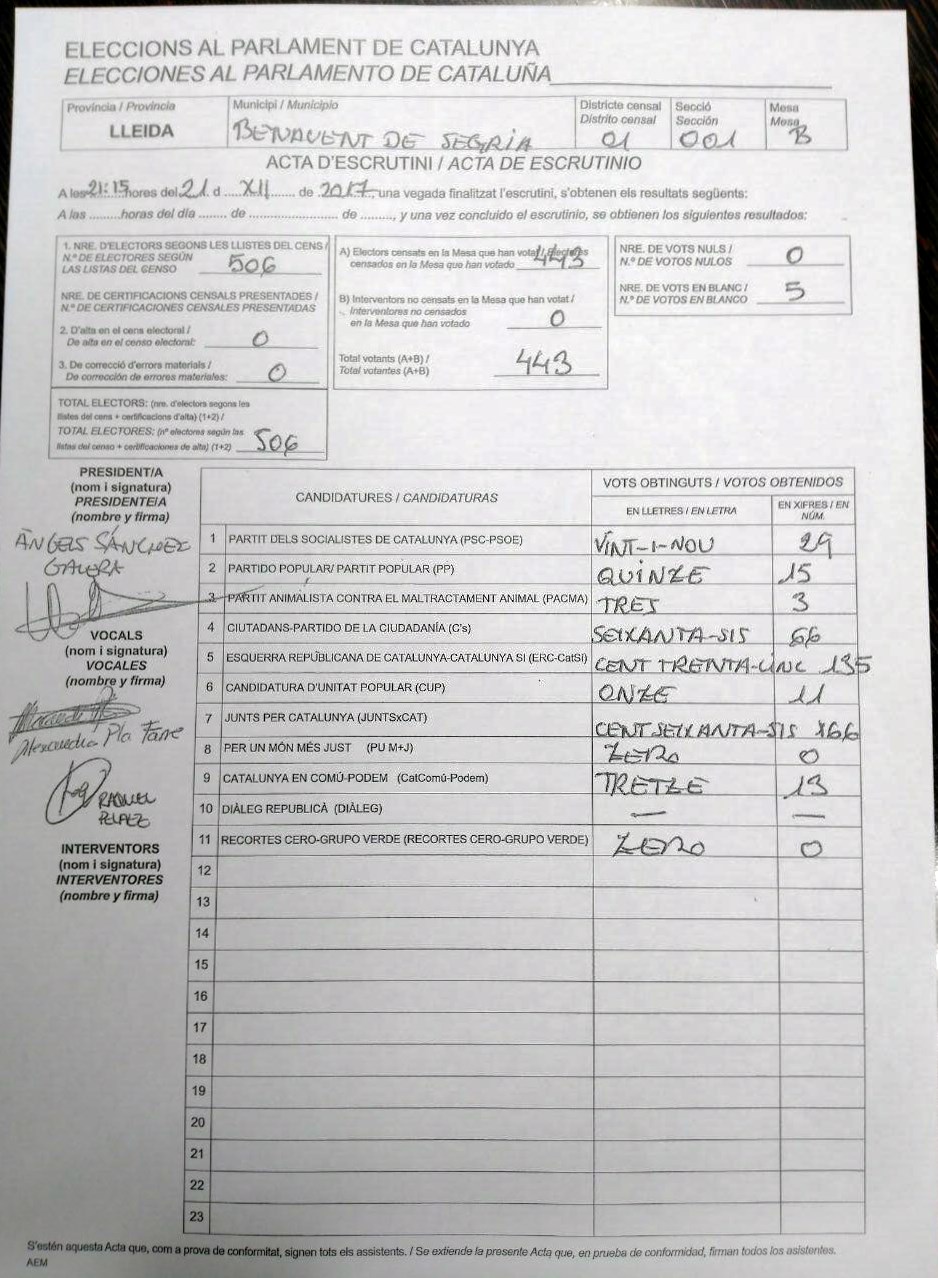 ELECCIONS AL PARLAMENT DE CATALUNYA
ELECCIONES AL PARLAMENTO DE CATALUÑA
Província / Provincia
LLEIDA
Municipi / Municipio
BENAVENT DE SEGRIA
Districte censal
Distrito censal
01
Secció
Sección
001
Mesa
Mesa
B
ACTA D'ESCRUTINI / ACTA DE ESCRUTINIO
A les 21:15 hores del 21 d ..... XII ..... de 2017, una vegada finalitzat l'escrutini, s'obtenen els resultats següents:
A las ......... horas del día ........ de ........................ de ........., y una vez concluido el escrutinio, se obtienen los siguientes resultados:
1. NRE. D'ELECTORS SEGONS LES LLISTES DEL CENS /
N.º DE ELECTORES SEGÚN
LAS LISTAS DEL CENSO 506
NRE. DE CERTIFICACIONS CENSALS PRESENTADES /
N.º DE CERTIFICACIONES CENSALES PRESENTADAS
2. D'alta en el cens electoral /
De alta en el censo electoral: 0
3. De correcció d'errors materials /
De corrección de errores materiales: 0
TOTAL ELECTORS: (nre. d'electors segons les
llistes del cens + certificacions d'alta) (1+2) /
TOTAL ELECTORES: (nº electores según las
listas del censo + certificaciones de alta) (1+2) 506
A) Electors censats en la Mesa que han votat / Electores
censados en la Mesa que han votado 443
B) Interventors no censats en la Mesa que han votat /
Interventores no censados
en la Mesa que han votado 0
Total votants (A+B) /
Total votantes (A+B) 443
NRE. DE VOTS NULS /
N.º DE VOTOS NULOS 0
NRE. DE VOTS EN BLANC /
N.º DE VOTOS EN BLANCO 5
PRESIDENT/A
(nom i signatura)
PRESIDENTE/A
(nombre y firma)
ÀNGELS SÁNCHEZ
GALERA
VOCALS
(nom i signatura)
VOCALES
(nombre y firma)
Pla Farre
RAQUEL
PELAEZ
INTERVENTORS
(nom i signatura)
INTERVENTORES
(nombre y firma)
CANDIDATURES / CANDIDATURAS
VOTS OBTINGUTS / VOTOS OBTENIDOS
EN LLETRES / EN LETRA
EN XIFRES / EN NÚM.
1 PARTIT DELS SOCIALISTES DE CATALUNYA (PSC-PSOE) VINT-I-NOU 29
2 PARTIDO POPULAR/ PARTIT POPULAR (PP) QUINZE 15
3 PARTIT ANIMALISTA CONTRA EL MALTRACTAMENT ANIMAL (PACMA) TRES 3
4 CIUTADANS-PARTIDO DE LA CIUDADANÍA (C's) SEIXANTA-SIS 66
5 ESQUERRA REPUBLICANA DE CATALUNYA-CATALUNYA SI (ERC-CatSI) CENT TRENTA-CINC 135
6 CANDIDATURA D'UNITAT POPULAR (CUP) ONZE 11
7 JUNTS PER CATALUNYA (JUNTSxCAT) CENT SEIXANTA-SIS 166
8 PER UN MÓN MÉS JUST (PU M+J) ZERO 0
9 CATALUNYA EN COMÚ-PODEM (CatComú-Podem) TRETZE 13
10 DIÀLEG REPUBLICÀ (DIÀLEG) — —
11 RECORTES CERO-GRUPO VERDE (RECORTES CERO-GRUPO VERDE) ZERO 0
12
13
14
15
16
17
18
19
20
21
22
23
S'estén aquesta Acta que, com a prova de conformitat, signen tots els assistents. / Se extiende la presente Acta que, en prueba de conformidad, firman todos los asistentes.
AEM